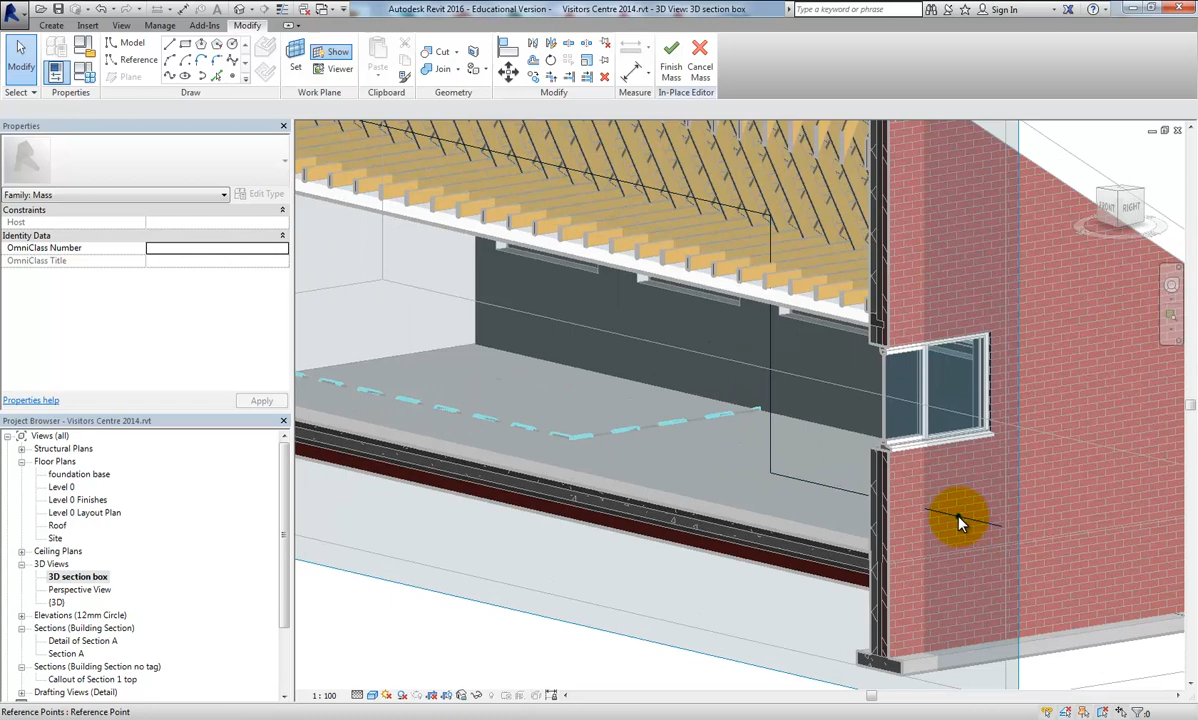 Autodesk Revit 2016 - Educational Version - Visitors Centre 2014.rvt - 3D View: 3D section box
Type a keyword or phrase
Sign In
Create
Insert
View
Manage
Add-Ins
Modify
Modify
Model
Reference
Plane
Set
Show
Viewer
Paste
Cut
Join
Finish Mass
Cancel Mass
Select
Properties
Draw
Work Plane
Clipboard
Geometry
Modify
Measure
In-Place Editor
Properties
Family: Mass
Edit Type
Constraints
Host
Identity Data
OmniClass Number
OmniClass Title
Properties help
Apply
Project Browser - Visitors Centre 2014.rvt
Views (all)
Structural Plans
Floor Plans
foundation base
Level 0
Level 0 Finishes
Level 0 Layout Plan
Roof
Site
Ceiling Plans
3D Views
3D section box
Perspective View
{3D}
Elevations (12mm Circle)
Sections (Building Section)
Detail of Section A
Section A
Sections (Building Section no tag)
Callout of Section 1 top
Drafting Views (Detail)
FRONT
RIGHT
1 : 100
Reference Points : Reference Point
:0